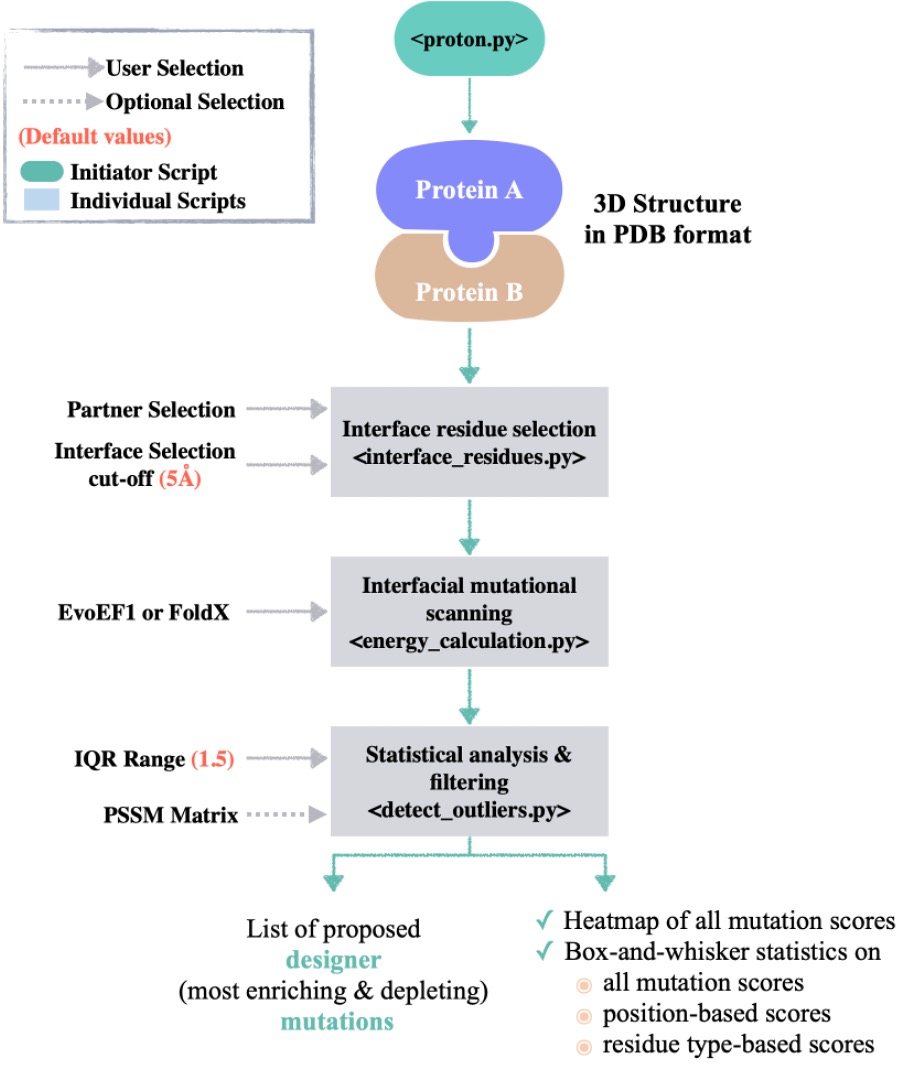 <proton.py>
User Selection
Optional Selection
(Default values)
Initiator Script
Individual Scripts
Protein A
Protein B
3D Structure
in PDB format
Partner Selection
Interface Selection
cut-off (5Å)
Interface residue selection
<interface_residues.py>
EvoEF1 or FoldX
Interfacial mutational
scanning
<energy_calculation.py>
IQR Range (1.5)
PSSM Matrix
Statistical analysis &
filtering
<detect_outliers.py>
List of proposed
designer
(most enriching & depleting)
mutations
✓ Heatmap of all mutation scores
✓ Box-and-whisker statistics on
all mutation scores
position-based scores
residue type-based scores